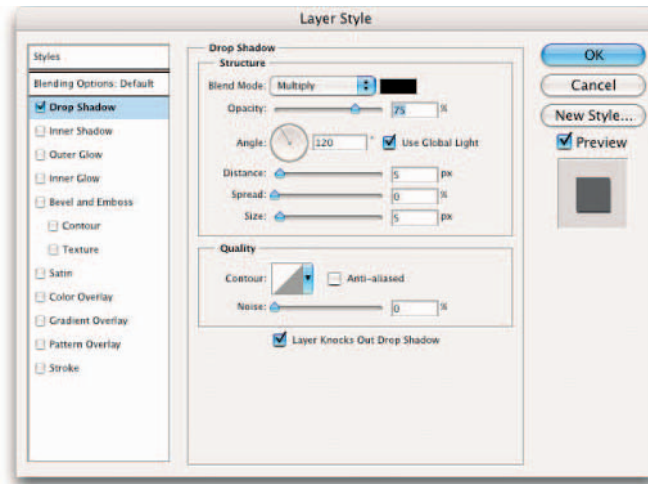 Layer Style
Styles
Blending Options: Default
Drop Shadow
Inner Shadow
Outer Glow
Inner Glow
Bevel and Emboss
Contour
Texture
Satin
Color Overlay
Gradient Overlay
Pattern Overlay
Stroke
Drop Shadow
Structure
Blend Mode: Multiply
Opacity: 75 %
Angle: 120 ° Use Global Light
Distance: 5 px
Spread: 0 %
Size: 5 px
Quality
Contour: Anti-aliased
Noise: 0 %
Layer Knocks Out Drop Shadow
OK
Cancel
New Style...
Preview